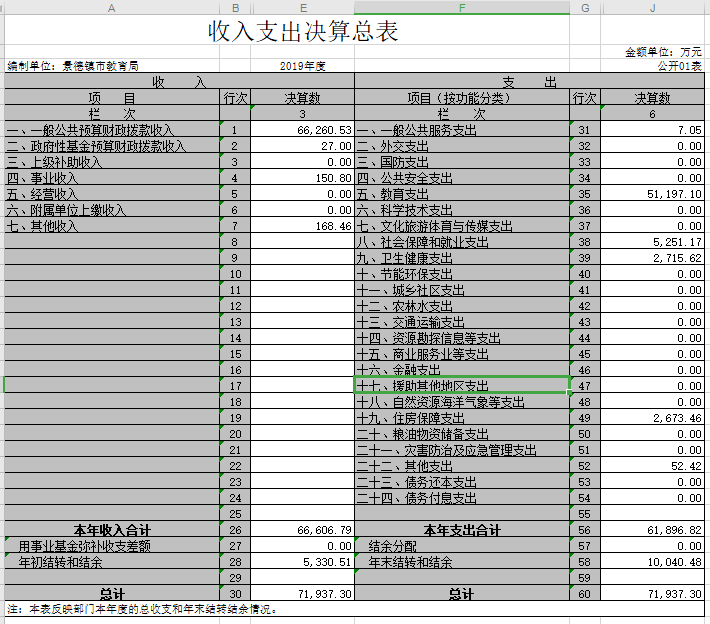 A B E F G J
收入支出决算总表
金额单位：万元
编制单位：景德镇市教育局 2019年度 公开01表
收 入 支 出
项 目 行次 决算数 项目（按功能分类） 行次 决算数
栏 次 3 栏 次 6
一、一般公共预算财政拨款收入 1 66,260.53 一、一般公共服务支出 31 7.05
二、政府性基金预算财政拨款收入 2 27.00 二、外交支出 32 0.00
三、上级补助收入 3 0.00 三、国防支出 33 0.00
四、事业收入 4 150.80 四、公共安全支出 34 0.00
五、经营收入 5 0.00 五、教育支出 35 51,197.10
六、附属单位上缴收入 6 0.00 六、科学技术支出 36 0.00
七、其他收入 7 168.46 七、文化旅游体育与传媒支出 37 0.00
8 八、社会保障和就业支出 38 5,251.17
9 九、卫生健康支出 39 2,715.62
10 十、节能环保支出 40 0.00
11 十一、城乡社区支出 41 0.00
12 十二、农林水支出 42 0.00
13 十三、交通运输支出 43 0.00
14 十四、资源勘探信息等支出 44 0.00
15 十五、商业服务业等支出 45 0.00
16 十六、金融支出 46 0.00
17 十七、援助其他地区支出 47 0.00
18 十八、自然资源海洋气象等支出 48 0.00
19 十九、住房保障支出 49 2,673.46
20 二十、粮油物资储备支出 50 0.00
21 二十一、灾害防治及应急管理支出 51 0.00
22 二十二、其他支出 52 52.42
23 二十三、债务还本支出 53 0.00
24 二十四、债务付息支出 54 0.00
25 55
本年收入合计 26 66,606.79 本年支出合计 56 61,896.82
用事业基金弥补收支差额 27 0.00 结余分配 57 0.00
年初结转和结余 28 5,330.51 年末结转和结余 58 10,040.48
29 59
总计 30 71,937.30 总计 60 71,937.30
注：本表反映部门本年度的总收支和年末结转结余情况。